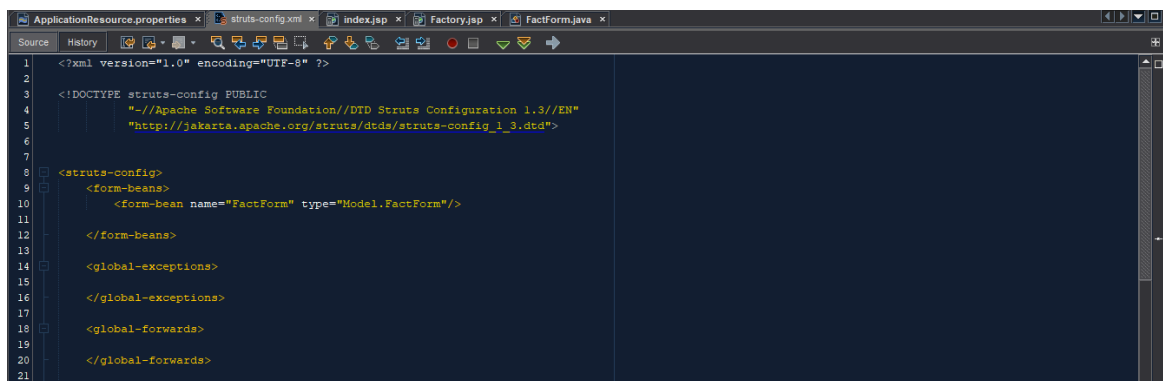 ApplicationResource.properties × struts-config.xml × index.jsp × Factory.jsp × FactForm.java ×
Source History
1 <?xml version="1.0" encoding="UTF-8" ?>
2
3 <!DOCTYPE struts-config PUBLIC
4 "-//Apache Software Foundation//DTD Struts Configuration 1.3//EN"
5 "http://jakarta.apache.org/struts/dtds/struts-config_1_3.dtd">
6
7
8 <struts-config>
9 <form-beans>
10 <form-bean name="FactForm" type="Model.FactForm"/>
11
12 </form-beans>
13
14 <global-exceptions>
15
16 </global-exceptions>
17
18 <global-forwards>
19
20 </global-forwards>
21